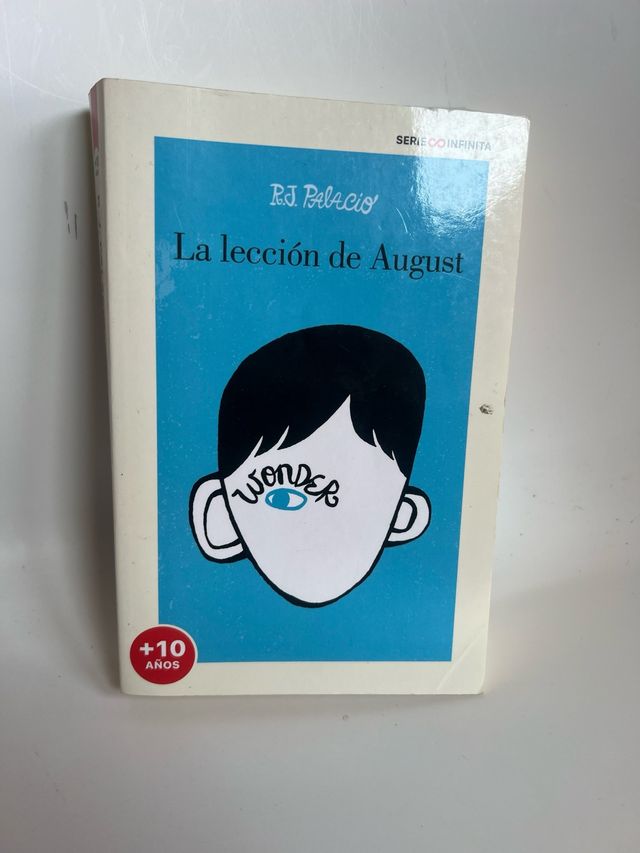 SERIE INFINITA
R.J. PALACIO
La lección de August
WONDER
+10
AÑOS